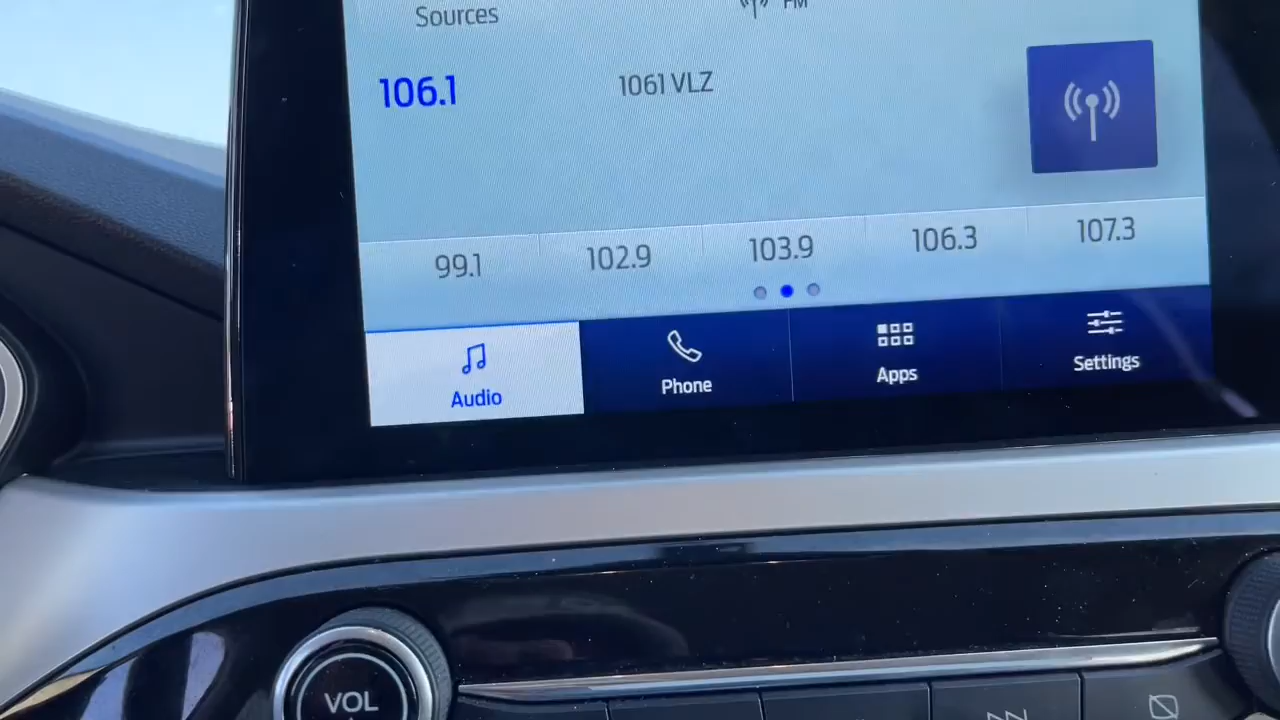 Sources
FM
106.1
1061 VLZ
99.1
102.9
103.9
106.3
107.3
Audio
Phone
Apps
Settings
VOL